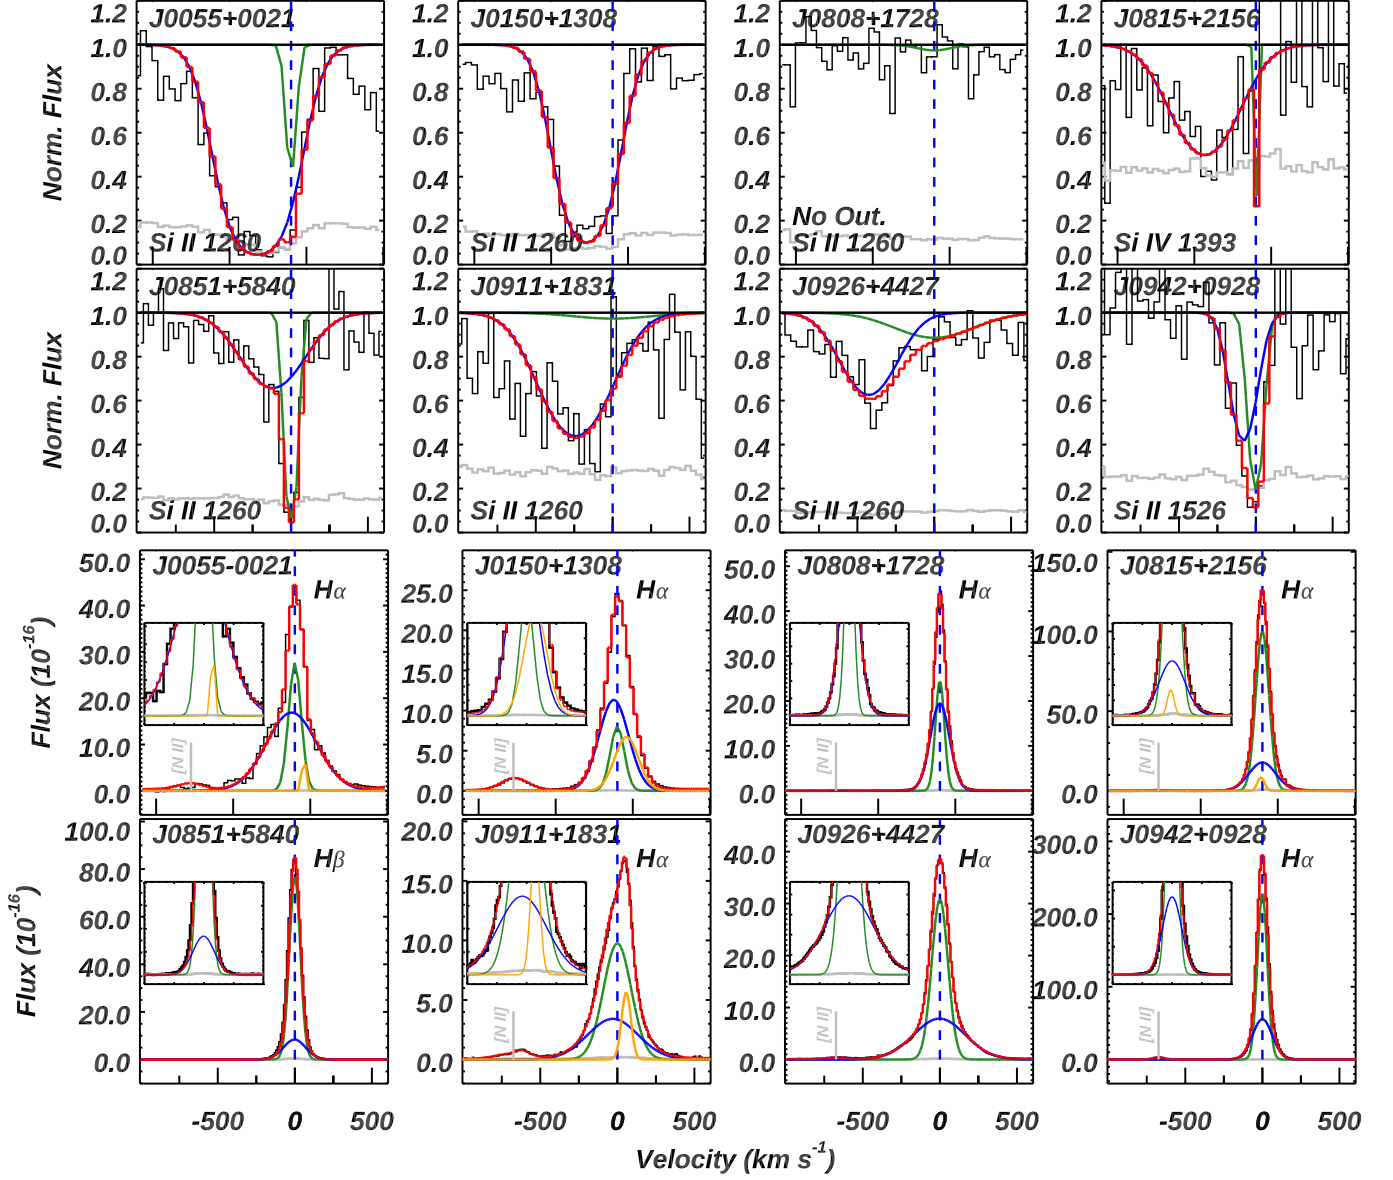 J0055+0021 J0150+1308 J0808+1728 J0815+2156
1.2 1.2 1.2 1.2
1.0 1.0 1.0 1.0
0.8 0.8 0.8 0.8
0.6 0.6 0.6 0.6
0.4 0.4 0.4 0.4
0.2 0.2 0.2 0.2
0.0 0.0 0.0 0.0
Norm. Flux
No Out.
Si II 1260 Si II 1260 Si II 1260 Si IV 1393
J0851+5840 J0911+1831 J0926+4427 J0942+0928
1.2 1.2 1.2 1.2
1.0 1.0 1.0 1.0
0.8 0.8 0.8 0.8
0.6 0.6 0.6 0.6
0.4 0.4 0.4 0.4
0.2 0.2 0.2 0.2
0.0 0.0 0.0 0.0
Norm. Flux
Si II 1260 Si II 1260 Si II 1260 Si II 1526
J0055-0021 J0150+1308 J0808+1728 J0815+2156
Hα Hα Hα Hα
50.0 40.0 30.0 20.0 10.0 0.0
25.0 20.0 15.0 10.0 5.0 0.0
50.0 40.0 30.0 20.0 10.0 0.0
150.0 100.0 50.0 0.0
Flux (10⁻¹⁶)
[N II] [N II] [N II] [N II]
J0851+5840 J0911+1831 J0926+4427 J0942+0928
Hβ Hα Hα Hα
100.0 80.0 60.0 40.0 20.0 0.0
20.0 15.0 10.0 5.0 0.0
40.0 30.0 20.0 10.0 0.0
300.0 200.0 100.0 0.0
Flux (10⁻¹⁶)
[N II] [N II] [N II]
-500 0 500 -500 0 500 -500 0 500 -500 0 500
Velocity (km s⁻¹)